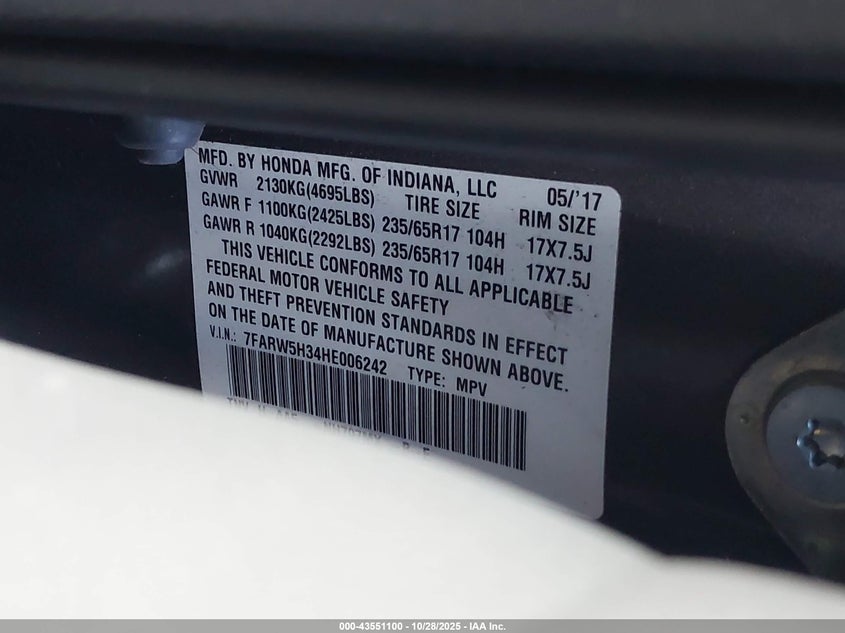 MFD. BY HONDA MFG. OF INDIANA, LLC 05/'17
GVWR 2130KG(4695LBS) TIRE SIZE RIM SIZE
GAWR F 1100KG(2425LBS) 235/65R17 104H 17X7.5J
GAWR R 1040KG(2292LBS) 235/65R17 104H 17X7.5J
THIS VEHICLE CONFORMS TO ALL APPLICABLE
FEDERAL MOTOR VEHICLE SAFETY
AND THEFT PREVENTION STANDARDS IN EFFECT
ON THE DATE OF MANUFACTURE SHOWN ABOVE.
V.I.N.: 7FARW5H34HE006242 TYPE: MPV
000-43551100 - 10/28/2025 - IAA Inc.